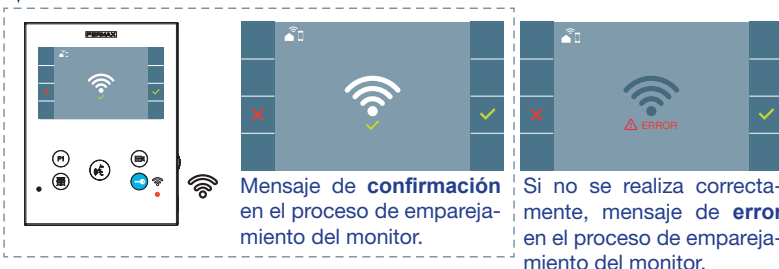 FERMAX
P1
ERROR
Mensaje de confirmación
en el proceso de empareja-
miento del monitor.
Si no se realiza correcta-
mente, mensaje de error
en el proceso de empareja-
miento del monitor.